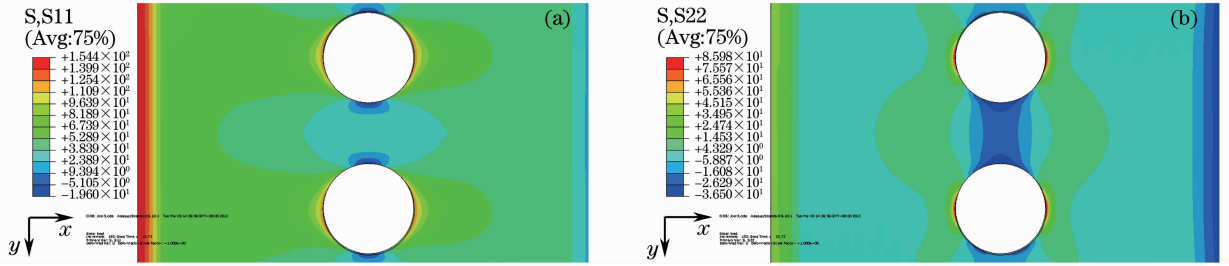 S,S11
(Avg:75%)
+1.544×10²
+1.399×10²
+1.254×10²
+1.109×10²
+9.639×10¹
+8.189×10¹
+6.739×10¹
+5.289×10¹
+3.839×10¹
+2.389×10¹
+9.394×10⁰
-5.105×10⁰
-1.960×10¹
x
y
(a)
S,S22
(Avg:75%)
+8.598×10¹
+7.557×10¹
+6.556×10¹
+5.536×10¹
+4.515×10¹
+3.495×10¹
+2.474×10¹
+1.453×10¹
+4.329×10⁰
-5.887×10⁰
-1.608×10¹
-2.629×10¹
-3.650×10¹
x
y
(b)